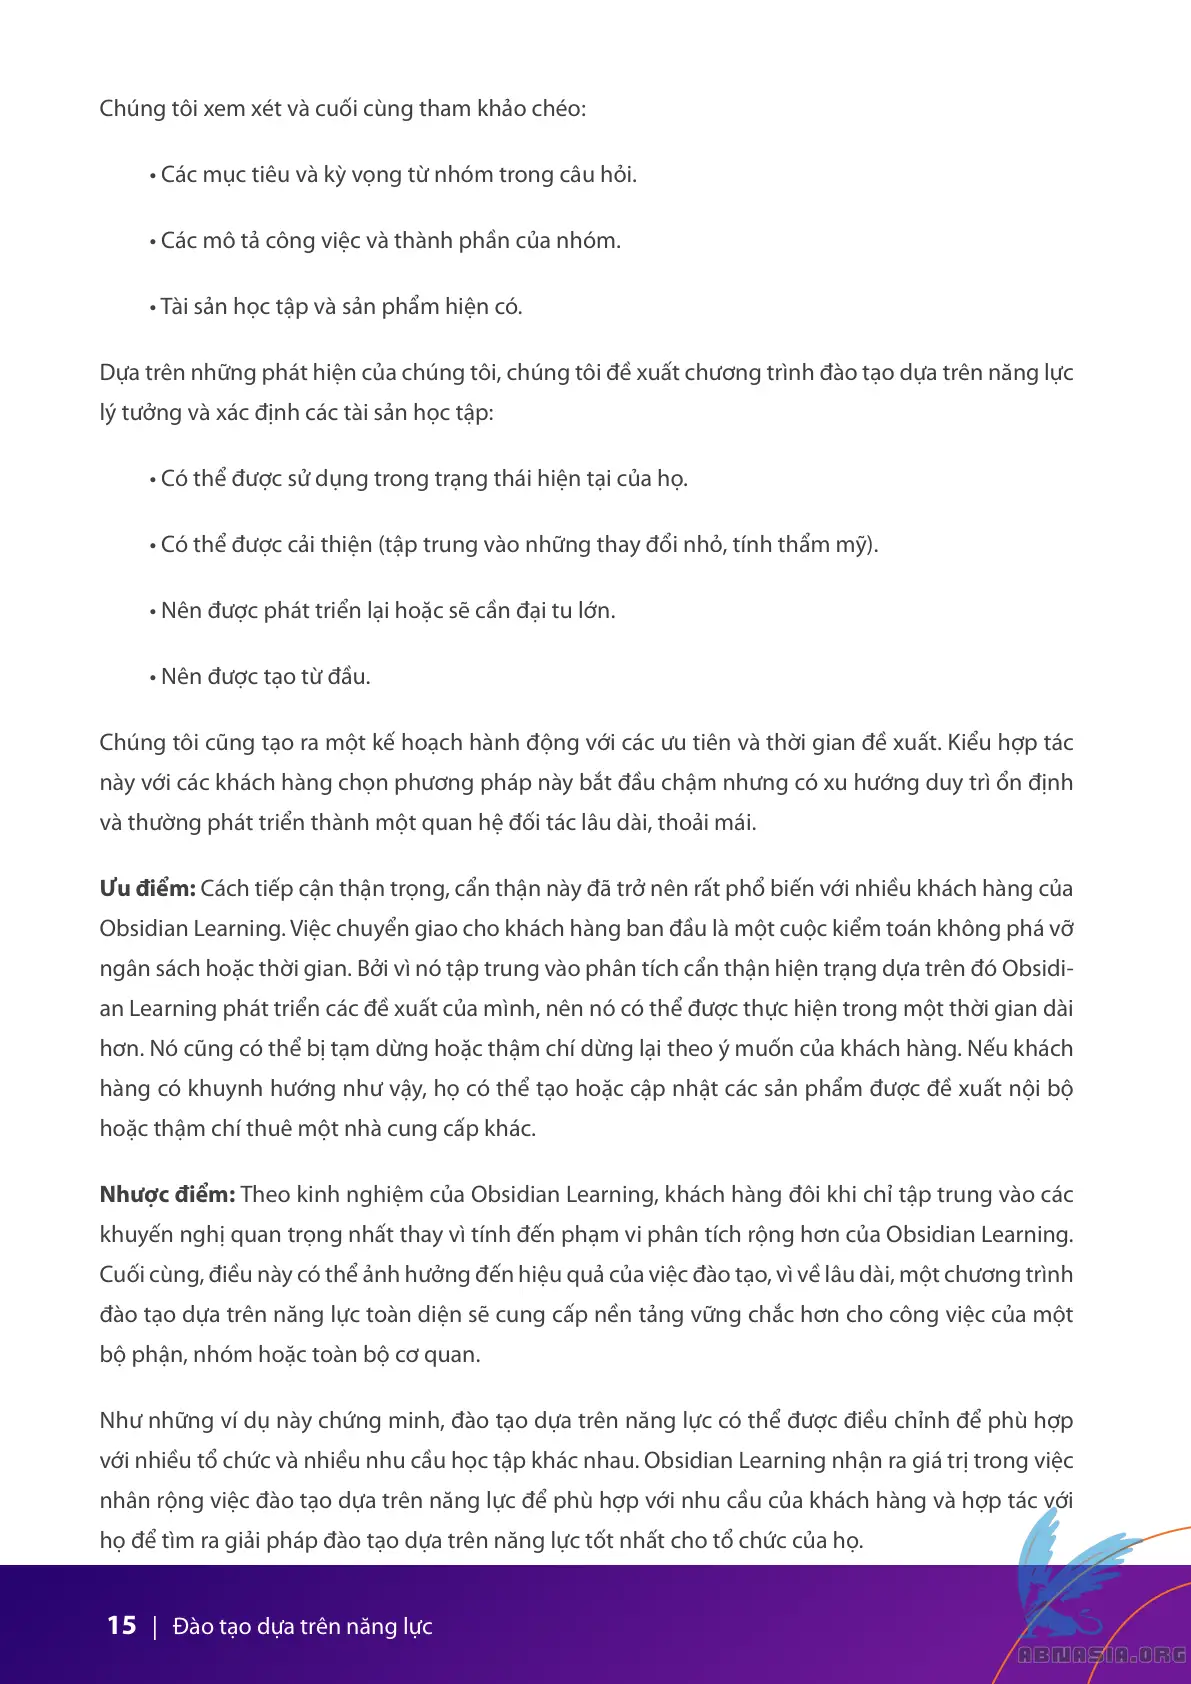 Chúng tôi xem xét và cuối cùng tham khảo chéo:
• Các mục tiêu và kỳ vọng từ nhóm trong câu hỏi.
• Các mô tả công việc và thành phần của nhóm.
• Tài sản học tập và sản phẩm hiện có.
Dựa trên những phát hiện của chúng tôi, chúng tôi đề xuất chương trình đào tạo dựa trên năng lực
lý tưởng và xác định các tài sản học tập:
• Có thể được sử dụng trong trạng thái hiện tại của họ.
• Có thể được cải thiện (tập trung vào những thay đổi nhỏ, tính thẩm mỹ).
• Nên được phát triển lại hoặc sẽ cần đại tu lớn.
• Nên được tạo từ đầu.
Chúng tôi cũng tạo ra một kế hoạch hành động với các ưu tiên và thời gian đề xuất. Kiểu hợp tác
này với các khách hàng chọn phương pháp này bắt đầu chậm nhưng có xu hướng duy trì ổn định
và thường phát triển thành một quan hệ đối tác lâu dài, thoải mái.
Ưu điểm: Cách tiếp cận thận trọng, cẩn thận này đã trở nên rất phổ biến với nhiều khách hàng của
Obsidian Learning. Việc chuyển giao cho khách hàng ban đầu là một cuộc kiểm toán không phá vỡ
ngân sách hoặc thời gian. Bởi vì nó tập trung vào phân tích cẩn thận hiện trạng dựa trên đó Obsidi-
an Learning phát triển các đề xuất của mình, nên nó có thể được thực hiện trong một thời gian dài
hơn. Nó cũng có thể bị tạm dừng hoặc thậm chí dừng lại theo ý muốn của khách hàng. Nếu khách
hàng có khuynh hướng như vậy, họ có thể tạo hoặc cập nhật các sản phẩm được đề xuất nội bộ
hoặc thậm chí thuê một nhà cung cấp khác.
Nhược điểm: Theo kinh nghiệm của Obsidian Learning, khách hàng đôi khi chỉ tập trung vào các
khuyến nghị quan trọng nhất thay vì tính đến phạm vi phân tích rộng hơn của Obsidian Learning.
Cuối cùng, điều này có thể ảnh hưởng đến hiệu quả của việc đào tạo, vì về lâu dài, một chương trình
đào tạo dựa trên năng lực toàn diện sẽ cung cấp nền tảng vững chắc hơn cho công việc của một
bộ phận, nhóm hoặc toàn bộ cơ quan.
Như những ví dụ này chứng minh, đào tạo dựa trên năng lực có thể được điều chỉnh để phù hợp
với nhiều tổ chức và nhiều nhu cầu học tập khác nhau. Obsidian Learning nhận ra giá trị trong việc
nhân rộng việc đào tạo dựa trên năng lực để phù hợp với nhu cầu của khách hàng và hợp tác với
họ để tìm ra giải pháp đào tạo dựa trên năng lực tốt nhất cho tổ chức của họ.
15 | Đào tạo dựa trên năng lực
ABNASIA.ORG